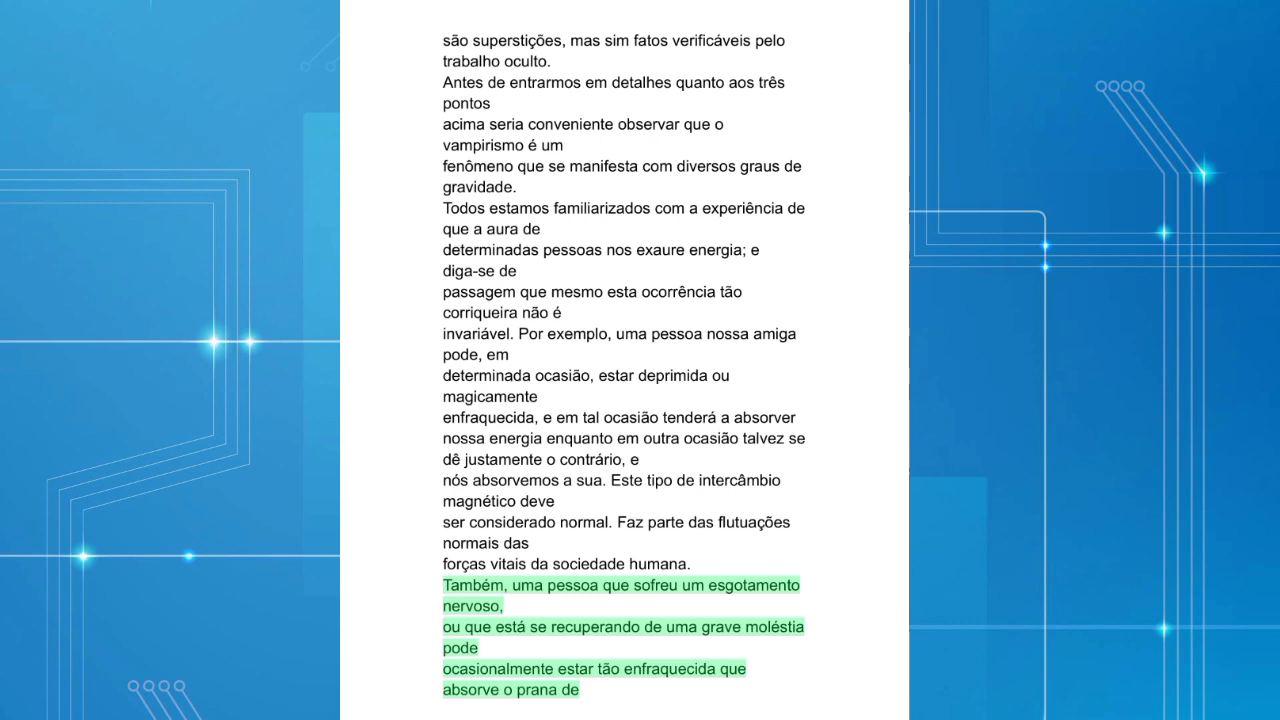 são superstições, mas sim fatos verificáveis pelo
trabalho oculto.
Antes de entrarmos em detalhes quanto aos três
pontos
acima seria conveniente observar que o
vampirismo é um
fenômeno que se manifesta com diversos graus de
gravidade.
Todos estamos familiarizados com a experiência de
que a aura de
determinadas pessoas nos exaure energia; e
diga-se de
passagem que mesmo esta ocorrência tão
corriqueira não é
invariável. Por exemplo, uma pessoa nossa amiga
pode, em
determinada ocasião, estar deprimida ou
magicamente
enfraquecida, e em tal ocasião tenderá a absorver
nossa energia enquanto em outra ocasião talvez se
dê justamente o contrário, e
nós absorvemos a sua. Este tipo de intercâmbio
magnético deve
ser considerado normal. Faz parte das flutuações
normais das
forças vitais da sociedade humana.
Também, uma pessoa que sofreu um esgotamento
nervoso,
ou que está se recuperando de uma grave moléstia
pode
ocasionalmente estar tão enfraquecida que
absorve o prana de